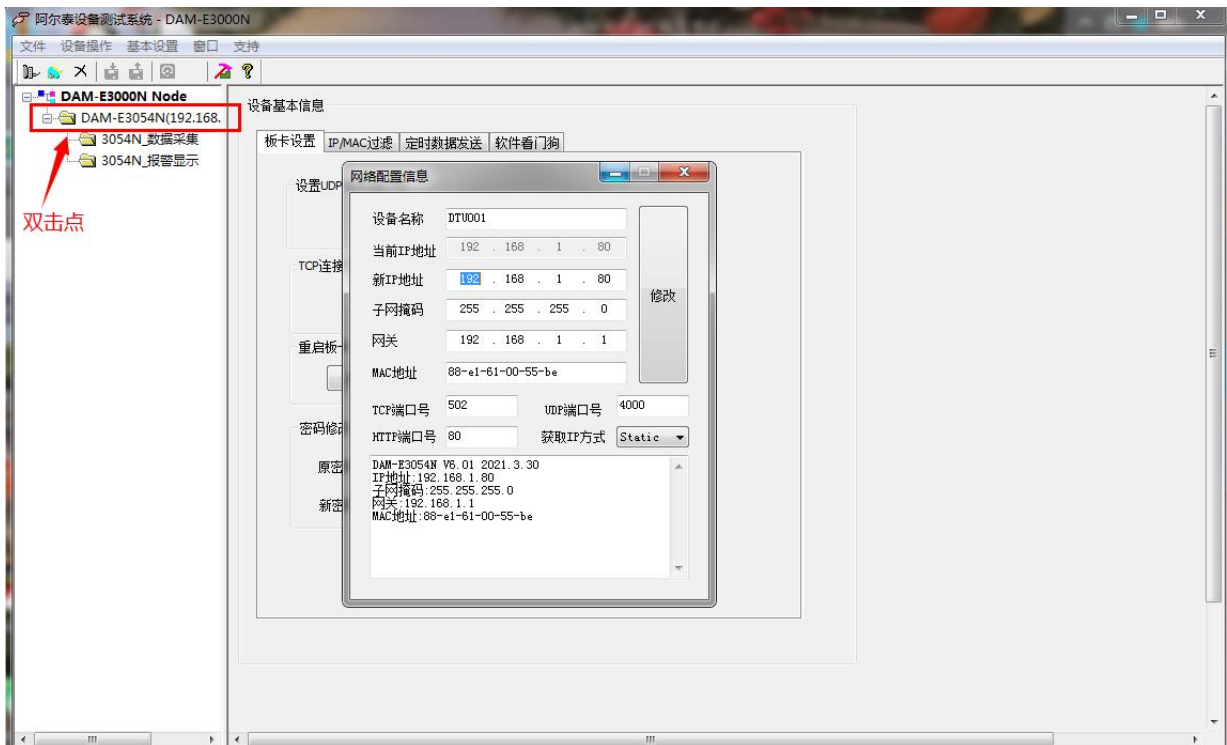 阿尔泰设备测试系统 - DAM-E3000N
文件 设备操作 基本设置 窗口 支持
DAM-E3000N Node
DAM-E3054N(192.168.
3054N_数据采集
3054N_报警显示
双击点
设备基本信息
板卡设置 IP/MAC过滤 定时数据发送 软件看门狗
设置UDP
TCP连接
重启板
密码修改
原密
新密
网络配置信息
设备名称 DTU001
当前IP地址 192 . 168 . 1 . 80
新IP地址 192 . 168 . 1 . 80
子网掩码 255 . 255 . 255 . 0
网关 192 . 168 . 1 . 1
MAC地址 88-e1-61-00-55-be
修改
TCP端口号 502 UDP端口号 4000
HTTP端口号 80 获取IP方式 Static
DAM-E3054N V6.01 2021.3.30
IP地址:192.168.1.80
子网掩码:255.255.255.0
网关:192.168.1.1
MAC地址:88-e1-61-00-55-be